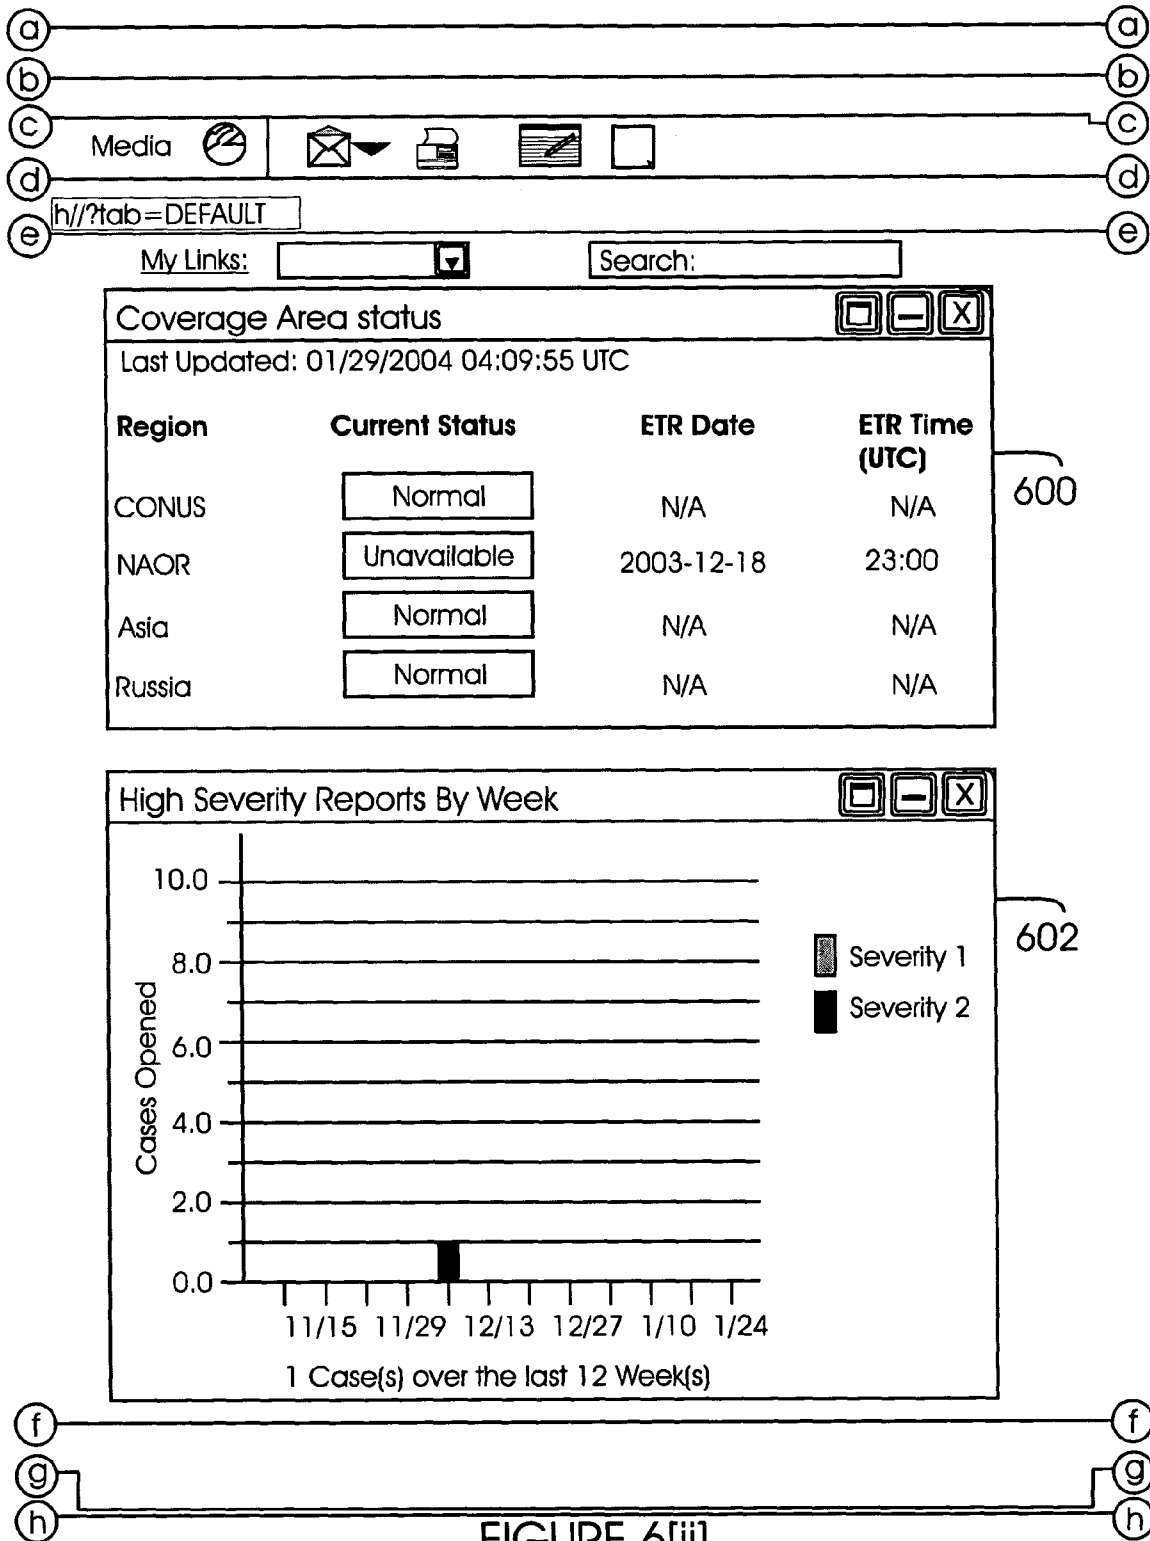 a a
b b
c c
Media
d d
h//?tab=DEFAULT
e e
My Links: Search:
Coverage Area status X
Last Updated: 01/29/2004 04:09:55 UTC
Region Current Status ETR Date ETR Time (UTC)
CONUS Normal N/A N/A
NAOR Unavailable 2003-12-18 23:00
Asia Normal N/A N/A
Russia Normal N/A N/A
600
High Severity Reports By Week X
10.0
8.0
6.0
4.0
2.0
0.0
Cases Opened
Severity 1
Severity 2
602
11/15 11/29 12/13 12/27 1/10 1/24
1 Case(s) over the last 12 Week(s)
f f
g g
h h
FIGURE 6[ii]